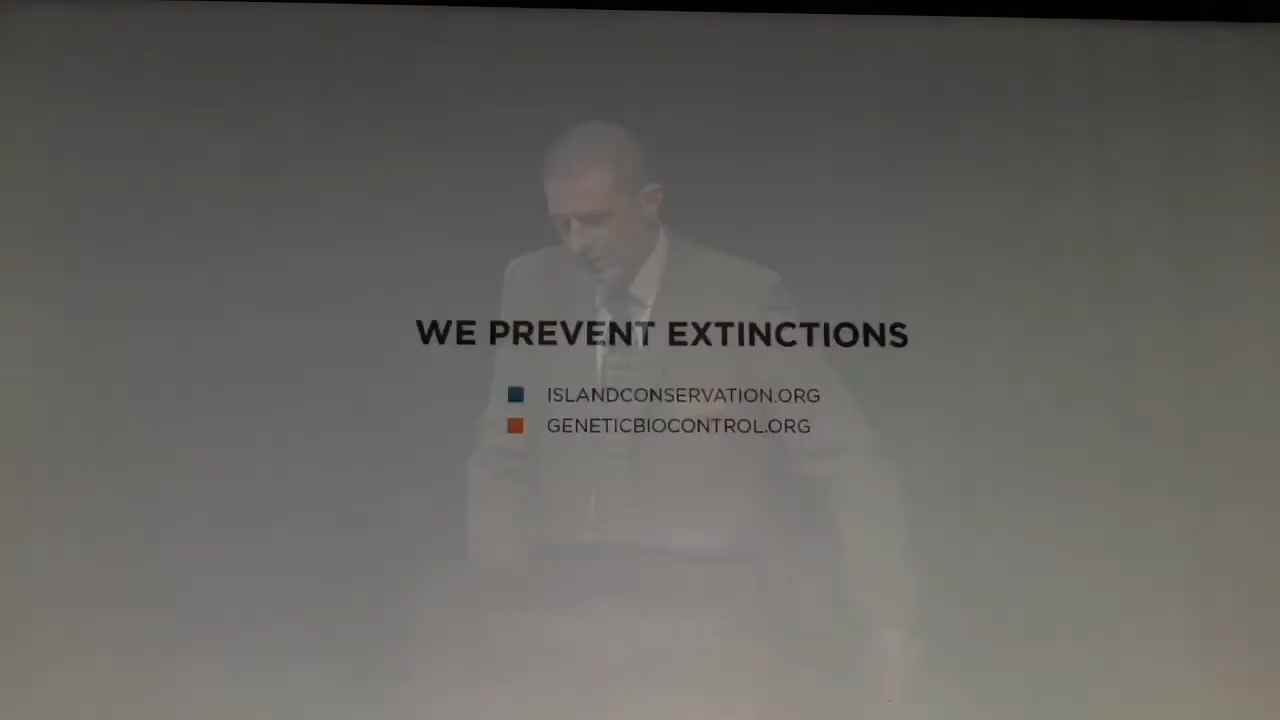 WE PREVENT EXTINCTIONS
ISLANDCONSERVATION.ORG
GENETICBIOCONTROL.ORG